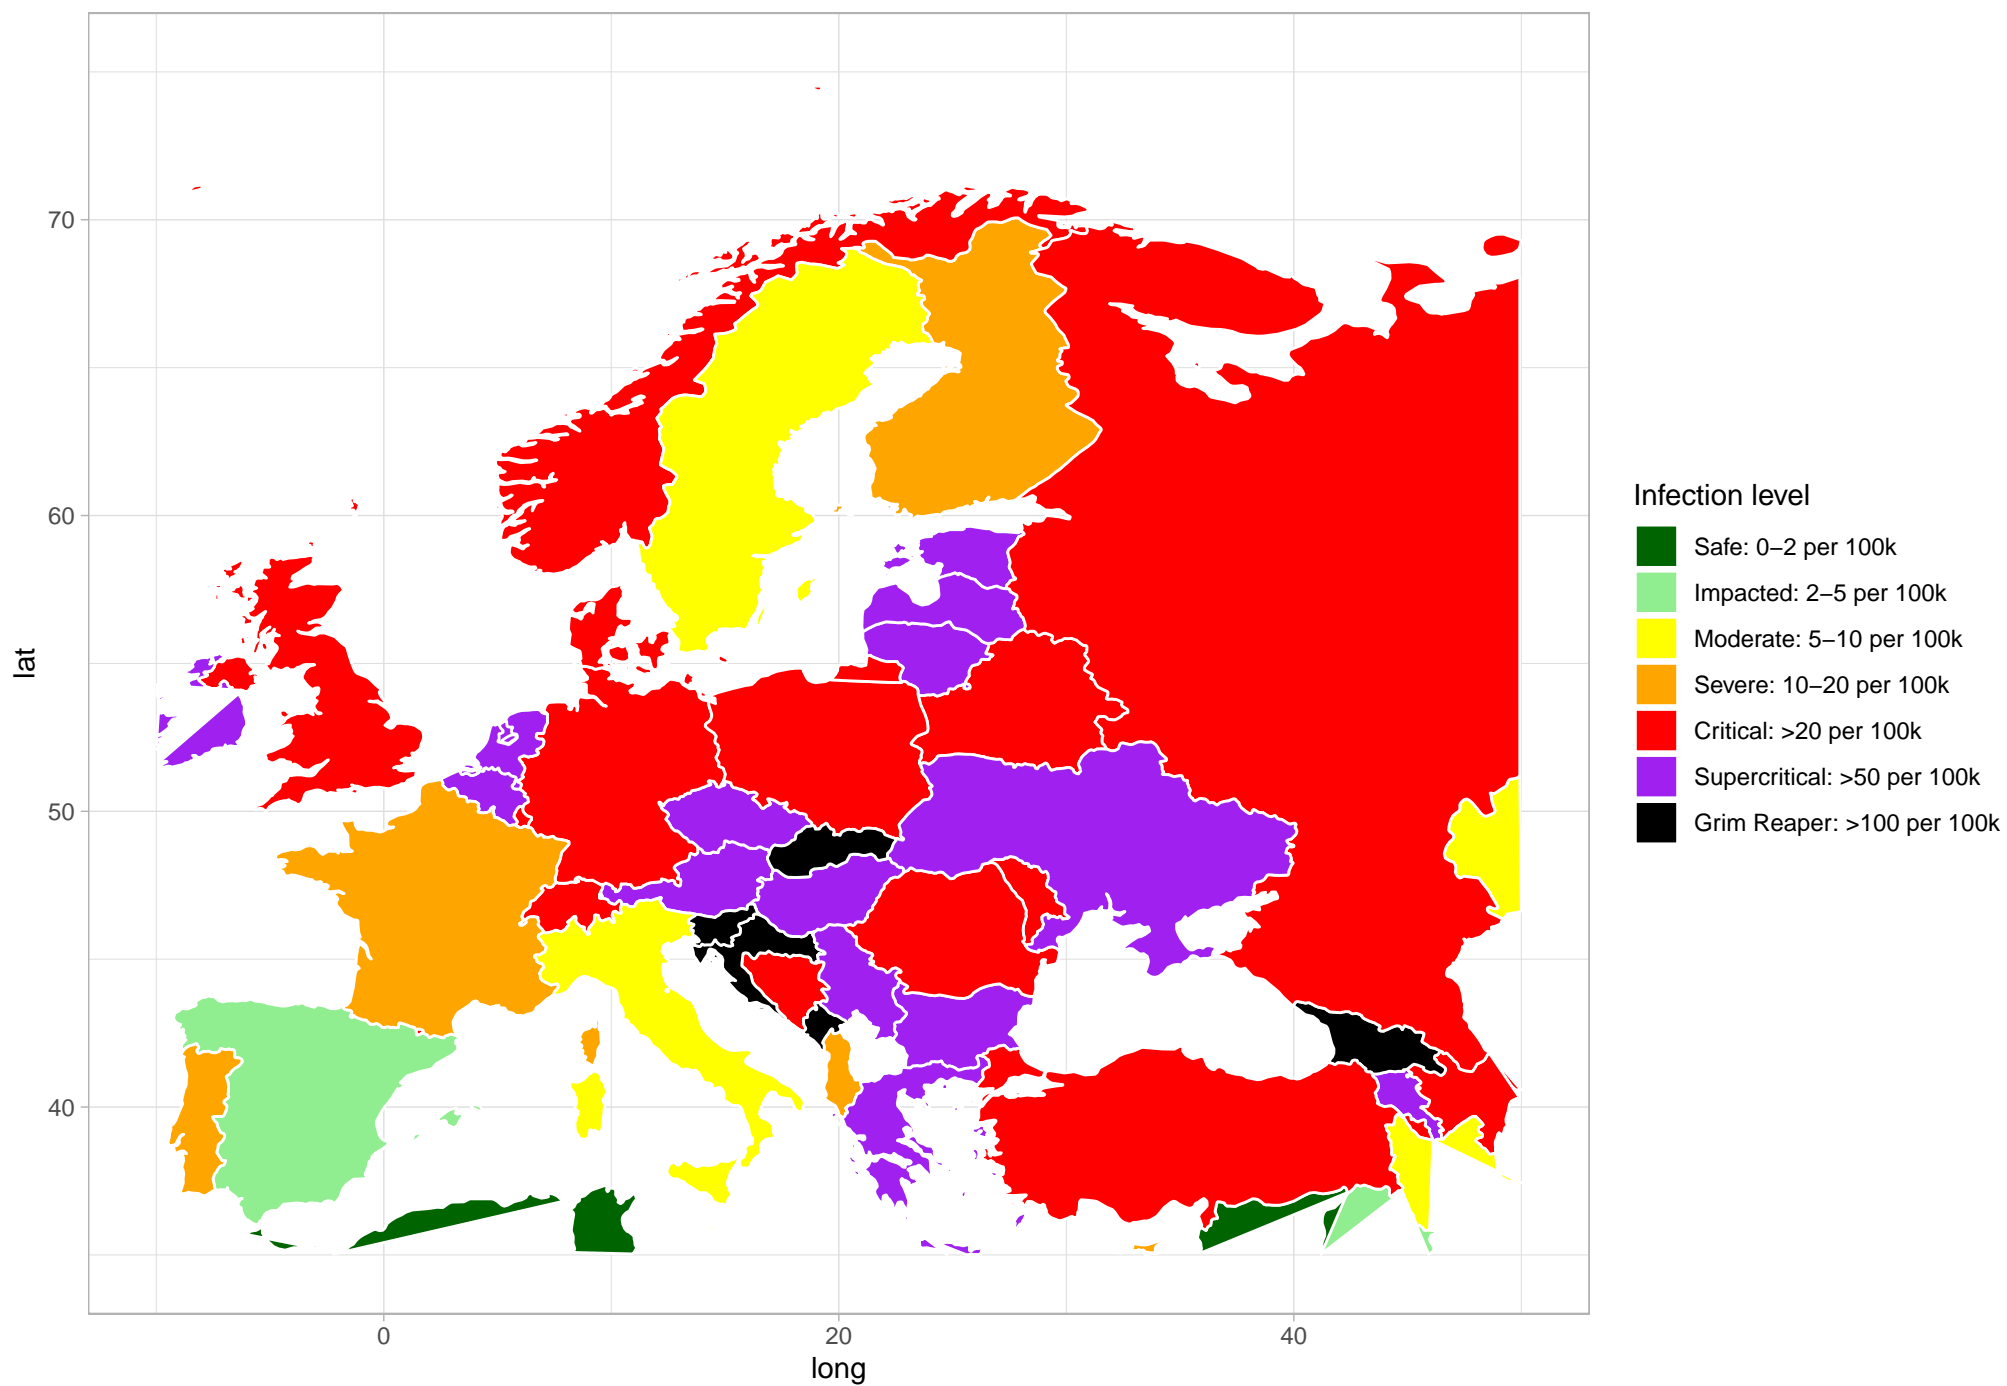 70
60
50
40
lat
0
20
40
long
Infection level
Safe: 0–2 per 100k
Impacted: 2–5 per 100k
Moderate: 5–10 per 100k
Severe: 10–20 per 100k
Critical: >20 per 100k
Supercritical: >50 per 100k
Grim Reaper: >100 per 100k